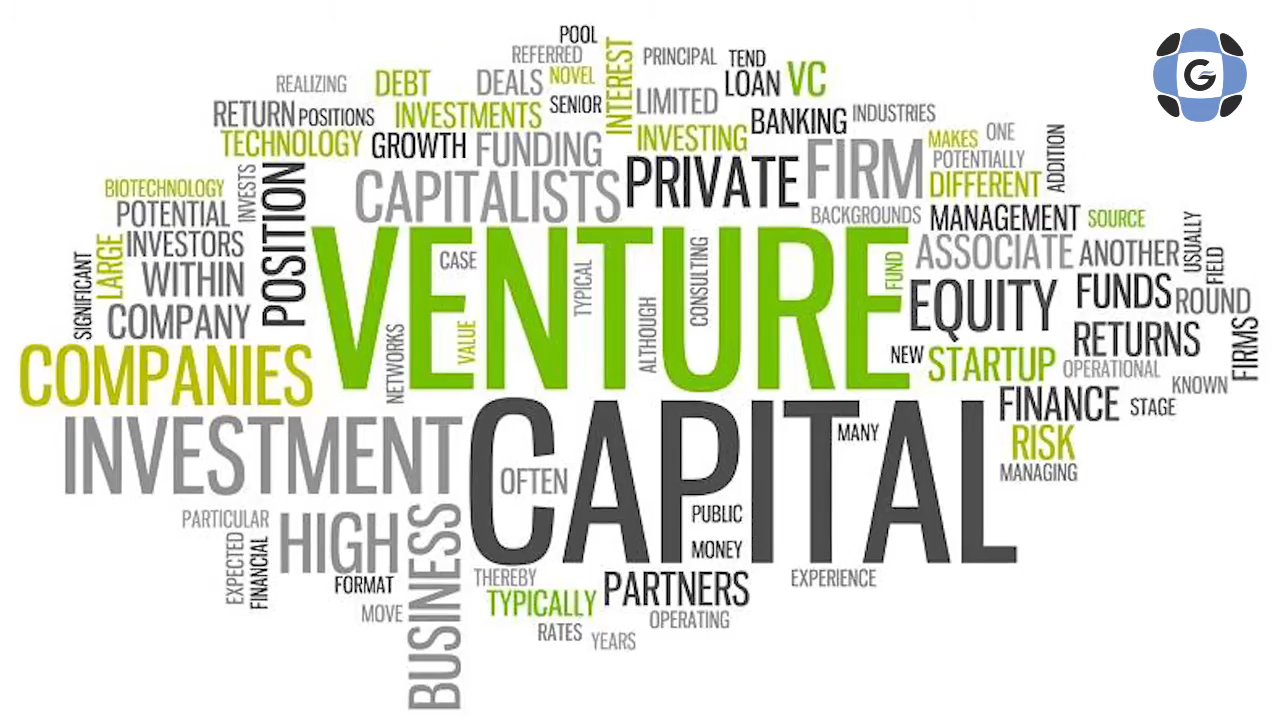 POOL
REFERRED
INTEREST
PRINCIPAL
TEND
REALIZING
DEBT
DEALS
NOVEL
LOAN
VC
RETURN
POSITIONS
INVESTMENTS
SENIOR
LIMITED
BANKING
INDUSTRIES
TECHNOLOGY
GROWTH
FUNDING
INVESTING
FIRM
MAKES
ONE
ADDITION
BIOTECHNOLOGY
INVESTS
POSITION
CAPITALISTS
PRIVATE
POTENTIALLY
DIFFERENT
POTENTIAL
BACKGROUNDS
MANAGEMENT
SOURCE
USUALLY
LARGE
INVESTORS
VENTURE
CASE
TYPICAL
CONSULTING
FUND
ASSOCIATE
ANOTHER
FIELD
SIGNIFICANT
WITHIN
EQUITY
FUNDS
ROUND
COMPANY
NETWORKS
VALUE
ALTHOUGH
RETURNS
FIRMS
COMPANIES
NEW
STARTUP
OPERATIONAL
KNOWN
INVESTMENT
CAPITAL
MANY
FINANCE
STAGE
RISK
MANAGING
OFTEN
PARTICULAR
HIGH
BUSINESS
PUBLIC
MONEY
EXPECTED
FINANCIAL
FORMAT
THEREBY
PARTNERS
EXPERIENCE
MOVE
TYPICALLY
OPERATING
RATES
YEARS
G